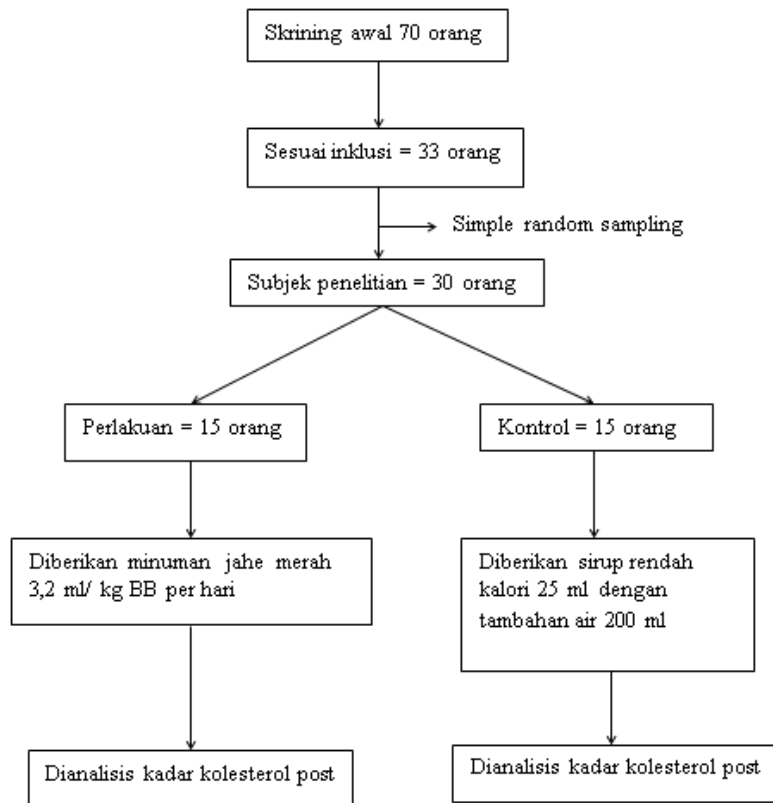 Skrining awal 70 orang
Sesuai inklusi = 33 orang
Simple random sampling
Subjek penelitian = 30 orang
Perlakuan = 15 orang
Kontrol = 15 orang
Diberikan minuman jahe merah
3,2 ml/ kg BB per hari
Diberikan sirup rendah
kalori 25 ml dengan
tambahan air 200 ml
Dianalisis kadar kolesterol post
Dianalisis kadar kolesterol post